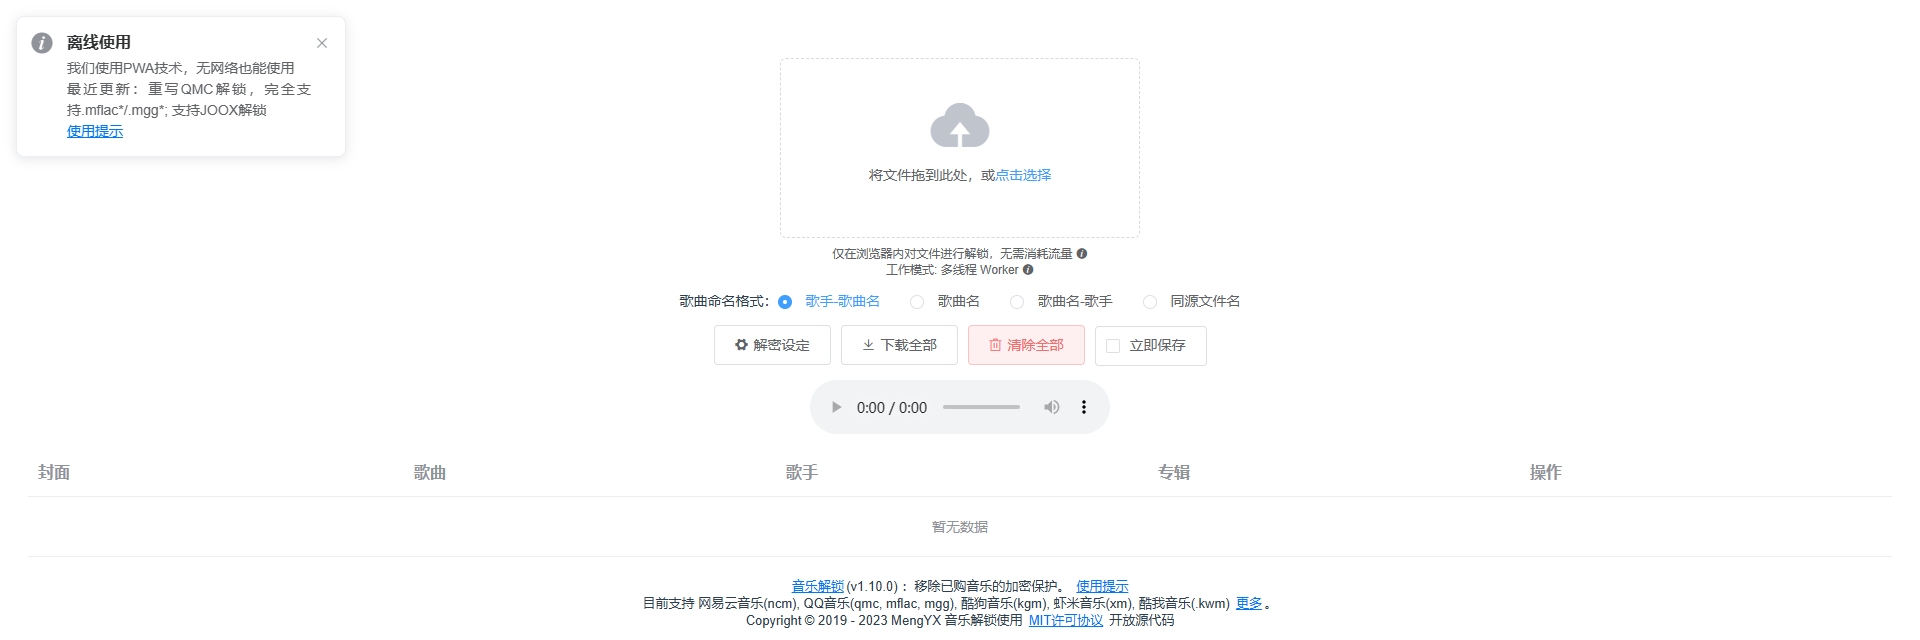 离线使用
我们使用PWA技术，无网络也能使用
最近更新：重写QMC解锁，完全支
持.mflac*/.mgg*; 支持JOOX解锁
使用提示
将文件拖到此处，或点击选择
仅在浏览器内对文件进行解锁，无需消耗流量
工作模式: 多线程 Worker
歌曲命名格式： 歌手-歌曲名 歌曲名 歌曲名-歌手 同源文件名
解密设定 下载全部 清除全部 立即保存
0:00 / 0:00
封面 歌曲 歌手 专辑 操作
暂无数据
音乐解锁(v1.10.0)：移除已购音乐的加密保护。 使用提示
目前支持 网易云音乐(ncm), QQ音乐(qmc, mflac, mgg), 酷狗音乐(kgm), 虾米音乐(xm), 酷我音乐(.kwm) 更多。
Copyright © 2019 - 2023 MengYX 音乐解锁使用 MIT许可协议 开放源代码